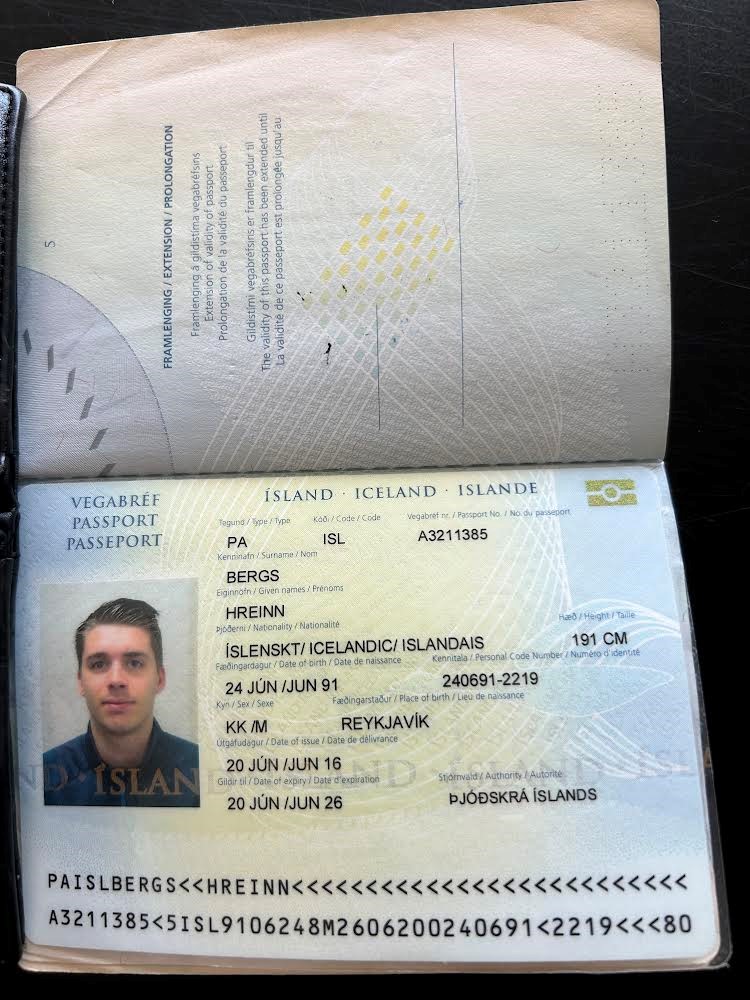 5
FRAMLENGING / EXTENSION / PROLONGATION
Framlenging á gildistíma vegabréfsins
Extension of validity of passport
Prolongation de la validité du passeport
Gildistími vegabréfsins er framlengdur til
The validity of this passport has been extended until
La validité de ce passeport est prolongée jusqu'au
VEGABRÉF
PASSPORT
PASSEPORT
ÍSLAND · ICELAND · ISLANDE
Tegund / Type / Type Kóði / Code / Code Vegabréf nr. / Passport No. / No. du passeport
PA ISL A3211385
Kenninafn / Surname / Nom
BERGS
Eiginnöfn / Given names / Prénoms
HREINN
Þjóðerni / Nationality / Nationalité Hæð / Height / Taille
ÍSLENSKT/ ICELANDIC/ ISLANDAIS 191 CM
Fæðingardagur / Date of birth / Date de naissance Kennitala / Personal Code Number / Numéro d'identité
24 JÚN /JUN 91 240691-2219
Kyn / Sex / Sexe Fæðingarstaður / Place of birth / Lieu de naissance
KK /M REYKJAVÍK
Útgáfudagur / Date of issue / Date de délivrance
20 JÚN /JUN 16
Gildir til / Date of expiry / Date d'expiration Stjórnvald / Authority / Autorité
20 JÚN /JUN 26 ÞJÓÐSKRÁ ÍSLANDS
ÍSLAND
PAISLBERGS<<HREINN<<<<<<<<<<<<<<<<<<<<<<<<<<
A3211385<5ISL9106248M2606200240691<2219<<<80